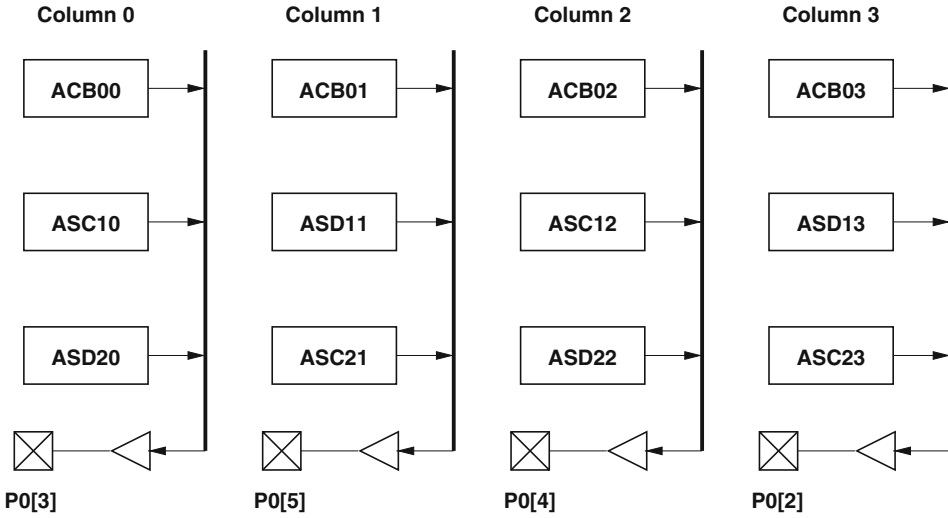 Column 0 Column 1 Column 2 Column 3
ACB00 ACB01 ACB02 ACB03
ASC10 ASD11 ASC12 ASD13
ASD20 ASC21 ASD22 ASC23
P0[3] P0[5] P0[4] P0[2]